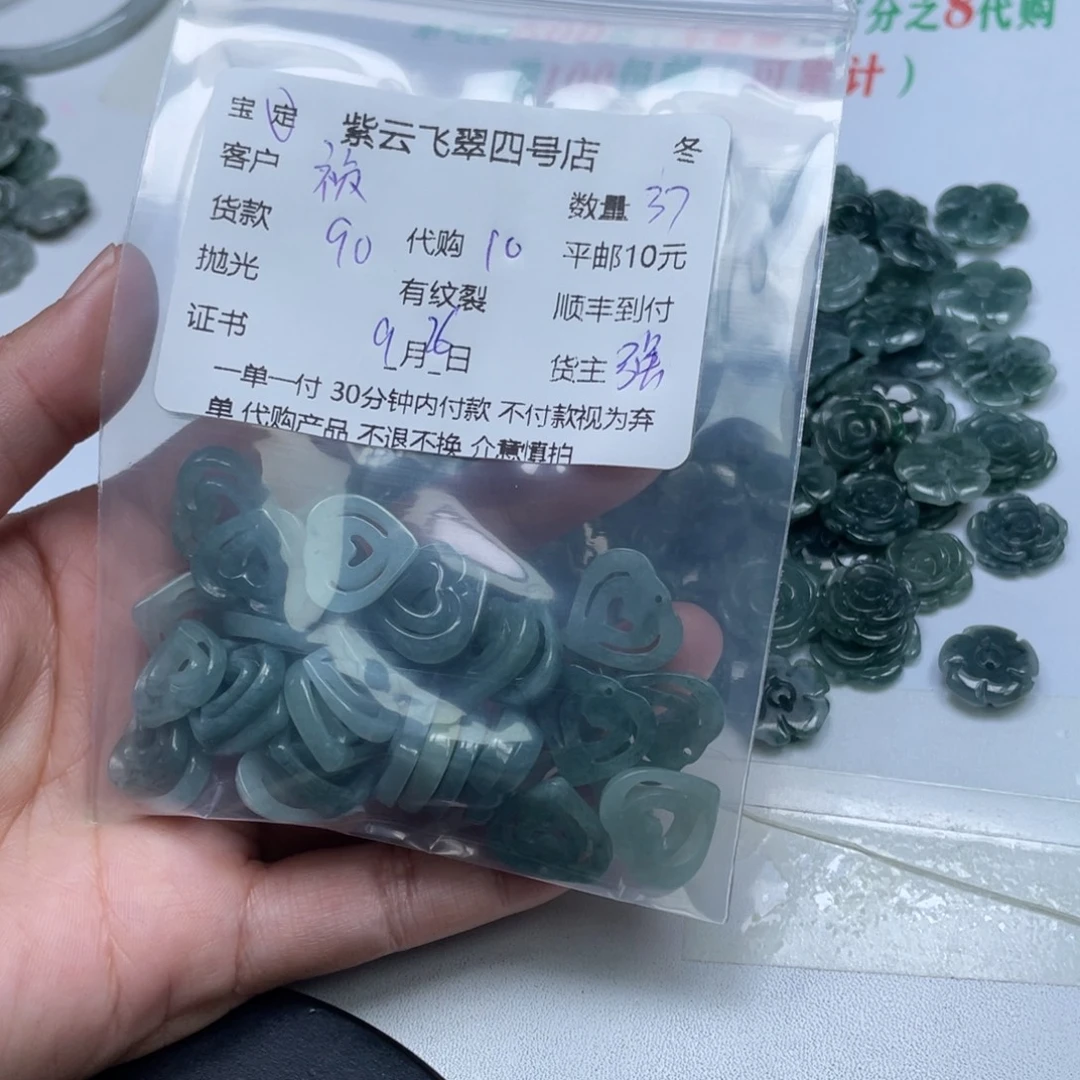 分之8代购
计）
宝 定 紫云飞翠四号店 冬
客户 数量 37
货款 90 代购 10 平邮10元
抛光 有纹裂 顺丰到付
证书 9月26日 货主 强
一单一付 30分钟内付款 不付款视为弃
单 代购产品 不退不换 介意慎拍